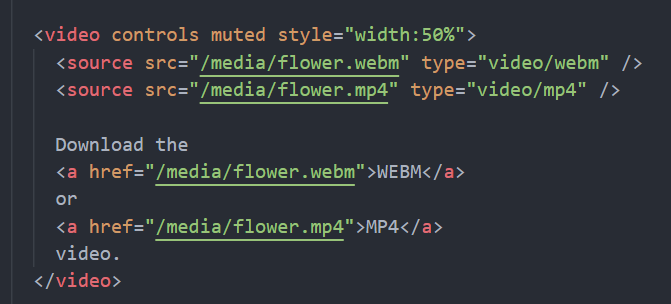 <video controls muted style="width:50%">
<source src="/media/flower.webm" type="video/webm" />
<source src="/media/flower.mp4" type="video/mp4" />
Download the
<a href="/media/flower.webm">WEBM</a>
or
<a href="/media/flower.mp4">MP4</a>
video.
</video>